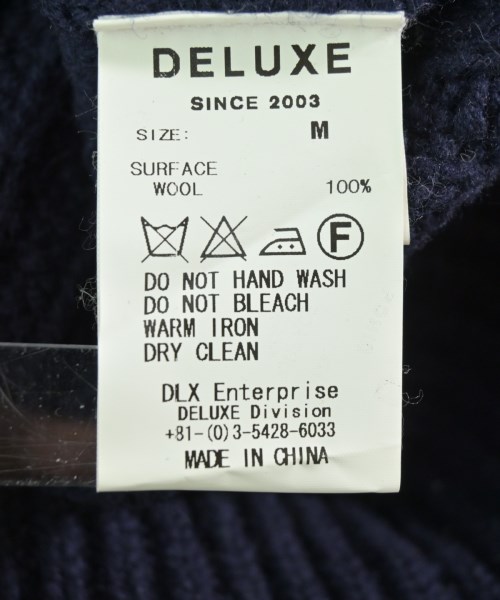 DELUXE
SINCE 2003
SIZE: M
SURFACE
WOOL 100%
F
DO NOT HAND WASH
DO NOT BLEACH
WARM IRON
DRY CLEAN
DLX Enterprise
DELUXE Division
+81-(0)3-5428-6033
MADE IN CHINA